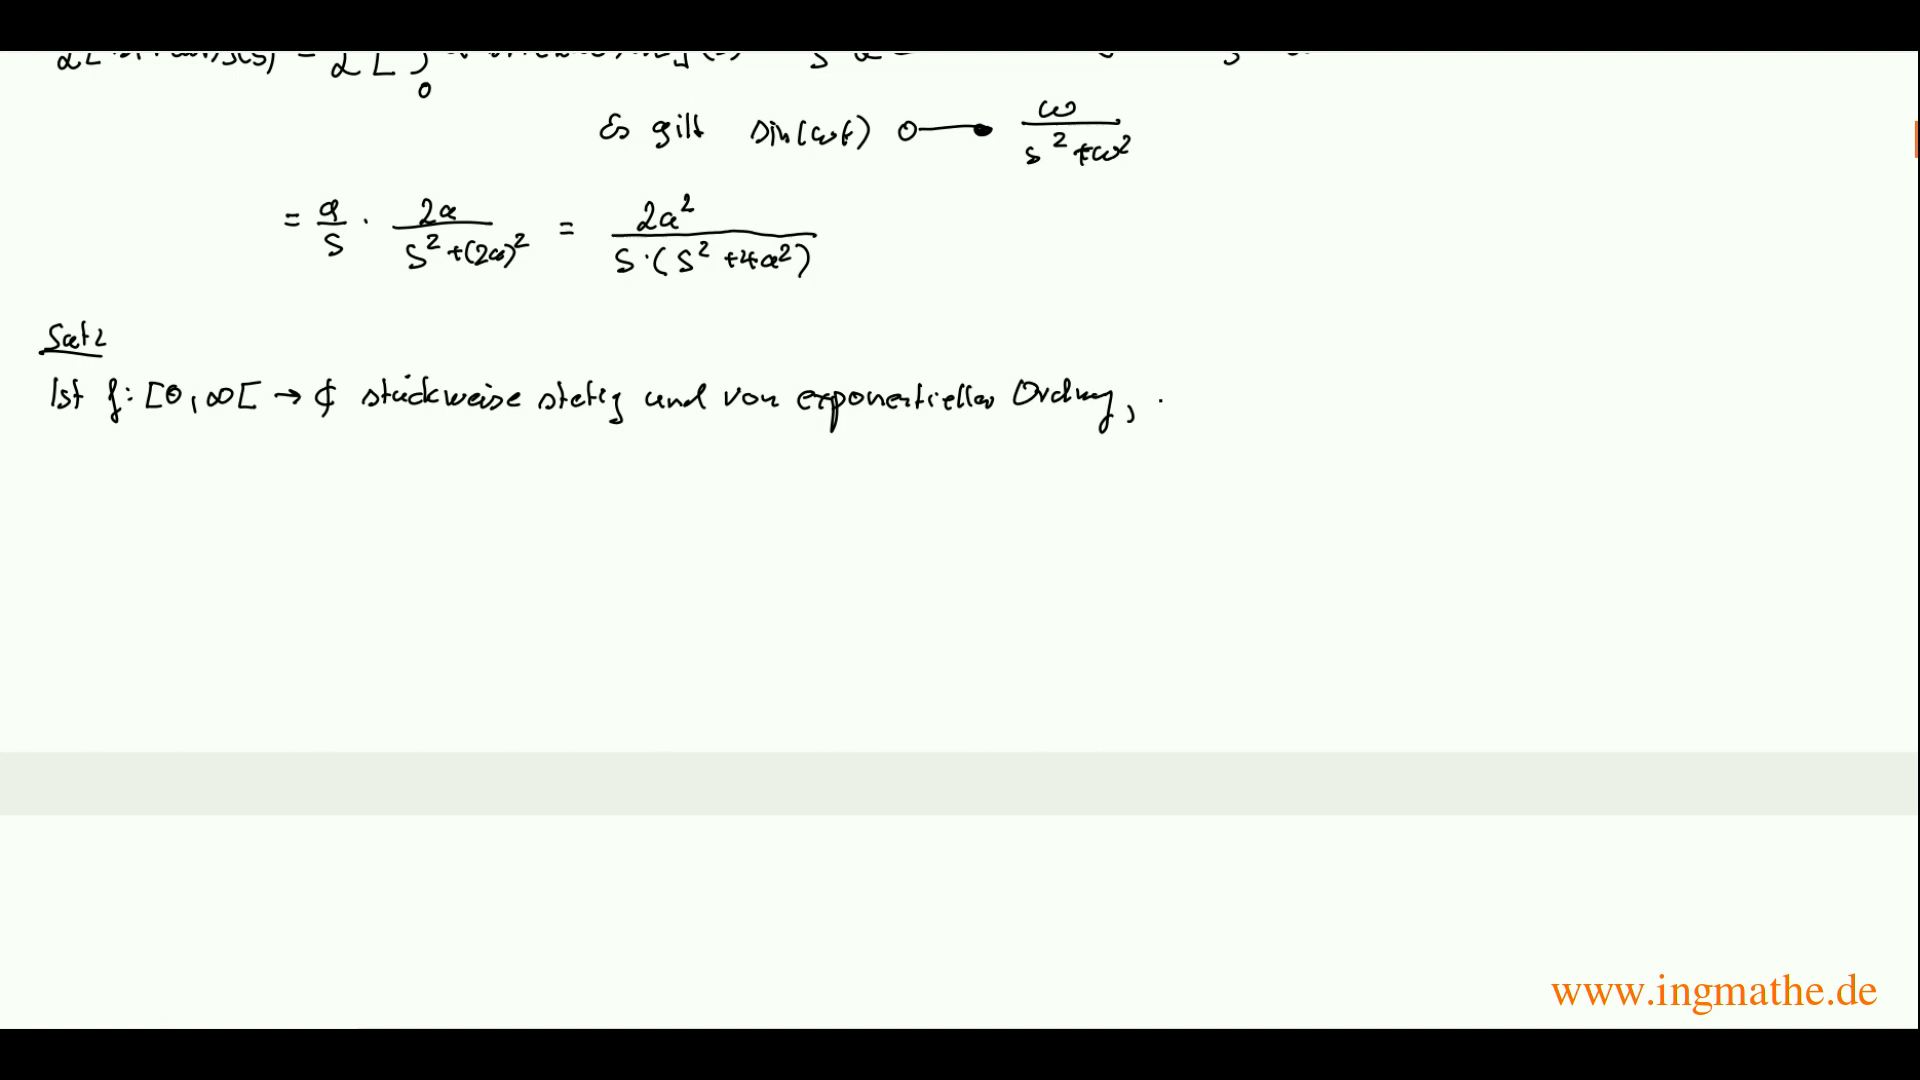 Es gilt sin(ωt) ○—● ω / (s² + ω²)
= a/s · 2a / (s² + (2a)²) = 2a² / (s · (s² + 4a²))
Satz
Ist f: [0, ∞[ → ℂ stückweise stetig und von exponentieller Ordnung,
www.ingmathe.de